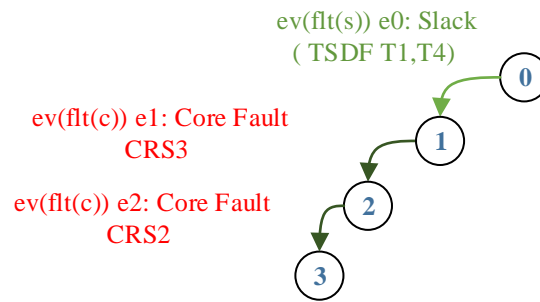 ev(flt(s)) e0: Slack
( TSDF T1,T4)
0
ev(flt(c)) e1: Core Fault
CRS3
1
ev(flt(c)) e2: Core Fault
CRS2
2
3